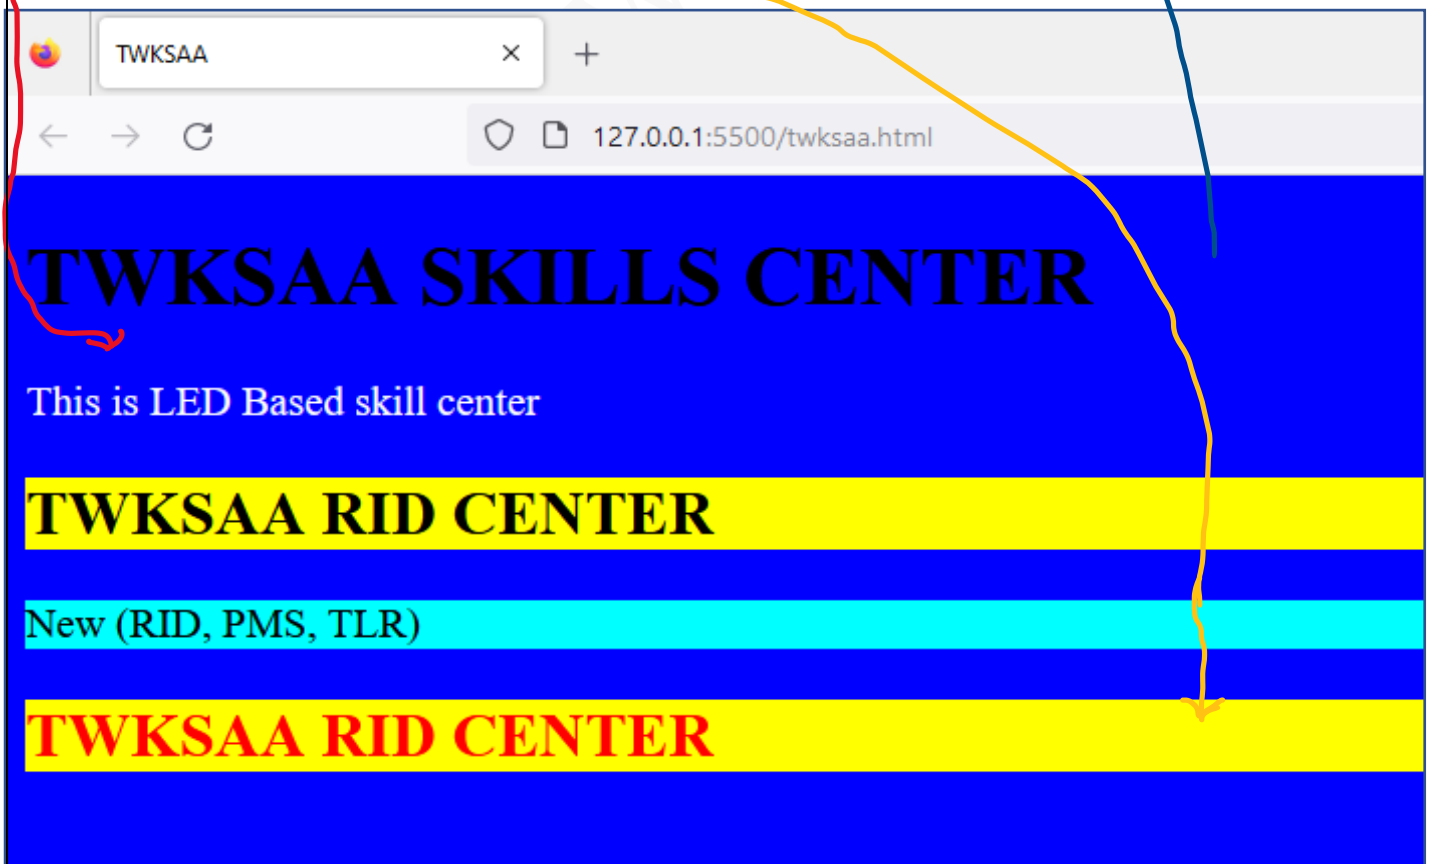 TWKSAA
127.0.0.1:5500/twksaa.html
TWKSAA SKILLS CENTER
This is LED Based skill center
TWKSAA RID CENTER
New (RID, PMS, TLR)
TWKSAA RID CENTER